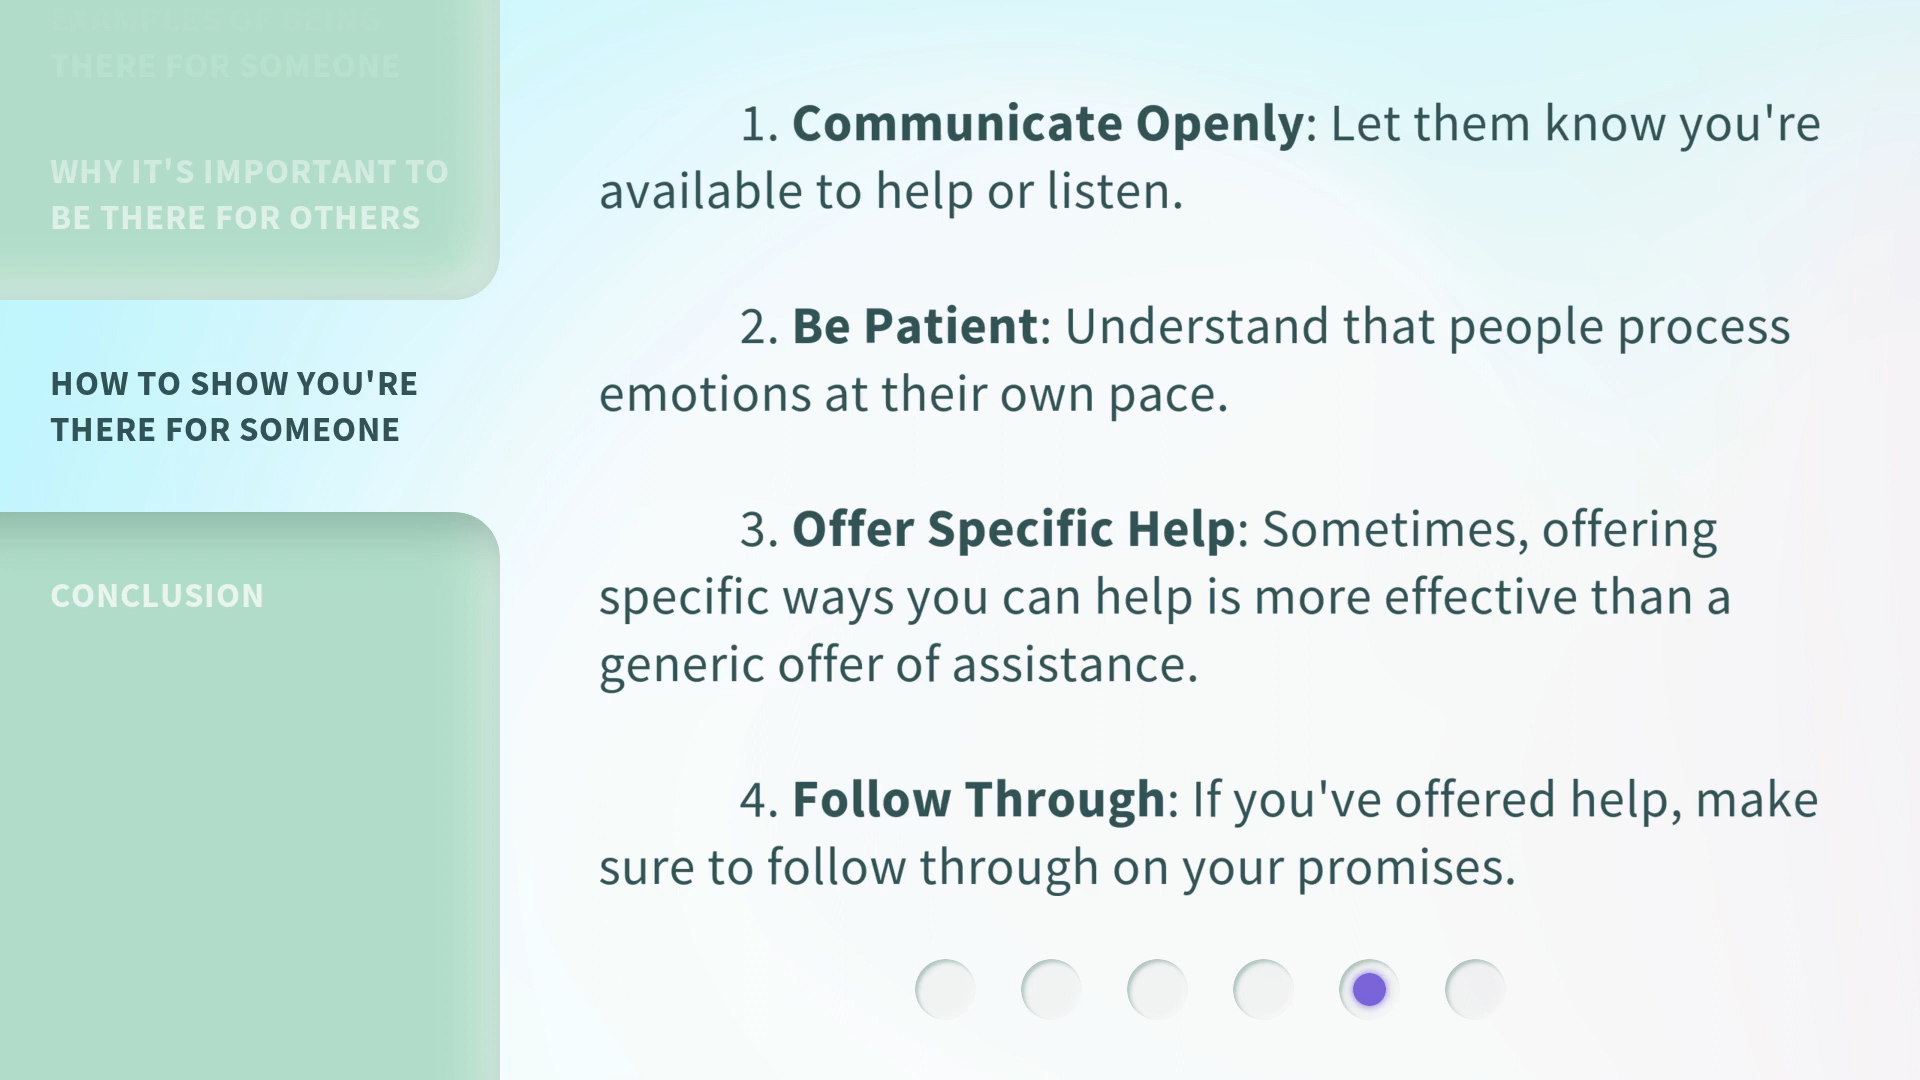 EXAMPLES OF BEING
THERE FOR SOMEONE
WHY IT'S IMPORTANT TO
BE THERE FOR OTHERS
HOW TO SHOW YOU'RE
THERE FOR SOMEONE
CONCLUSION
1. Communicate Openly: Let them know you're
available to help or listen.
2. Be Patient: Understand that people process
emotions at their own pace.
3. Offer Specific Help: Sometimes, offering
specific ways you can help is more effective than a
generic offer of assistance.
4. Follow Through: If you've offered help, make
sure to follow through on your promises.